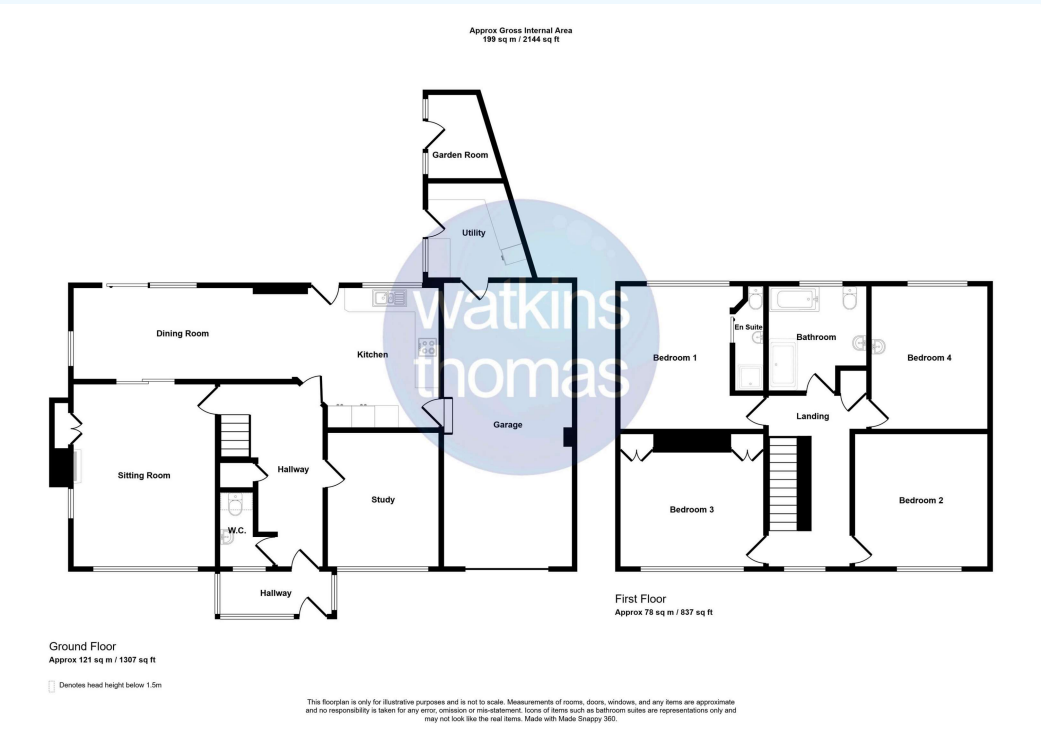 Approx Gross Internal Area
199 sq m / 2144 sq ft
Garden Room
Utility
watkins
thomas
Dining Room
Kitchen
Garage
Sitting Room
Hallway
Study
W.C.
Hallway
Bedroom 1
En Suite
Bathroom
Bedroom 4
Landing
Bedroom 3
Bedroom 2
First Floor
Approx 78 sq m / 837 sq ft
Ground Floor
Approx 121 sq m / 1307 sq ft
Denotes head height below 1.5m
This floorplan is only for illustrative purposes and is not to scale. Measurements of rooms, doors, windows, and any items are approximate
and no responsibility is taken for any error, omission or mis-statement. Icons of items such as bathroom suites are representations only and
may not look like the real items. Made with Made Snappy 360.